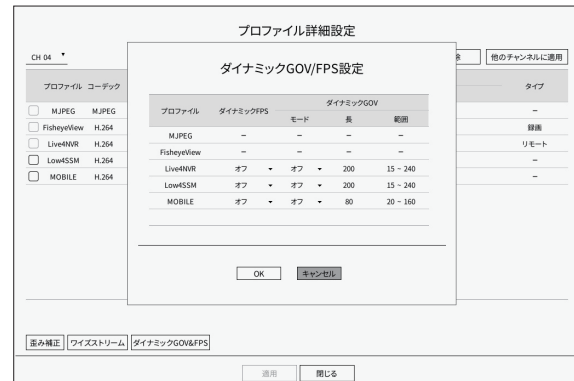 プロファイル詳細設定
CH 04
他のチャンネルに適用
プロファイル コーデック タイプ
MJPEG MJPEG –
FisheyeView H.264 録画
Live4NVR H.264 リモート
Low4SSM H.264 –
MOBILE H.264 –
ダイナミックGOV/FPS設定
プロファイル ダイナミックFPS ダイナミックGOV
モード 長 範囲
MJPEG – – – –
FisheyeView – – – –
Live4NVR オフ オフ 200 15 ~ 240
Low4SSM オフ オフ 200 15 ~ 240
MOBILE オフ オフ 80 20 ~ 160
OK キャンセル
歪み補正 ワイズストリーム ダイナミックGOV&FPS
適用 閉じる